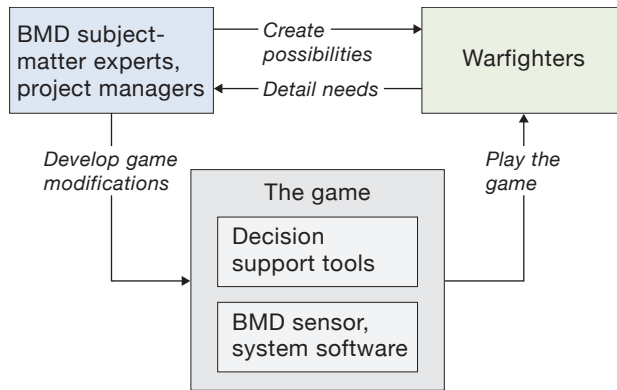 BMD subject-
matter experts,
project managers
Create
possibilities
Detail needs
Warfighters
Develop game
modifications
Play the
game
The game
Decision
support tools
BMD sensor,
system software